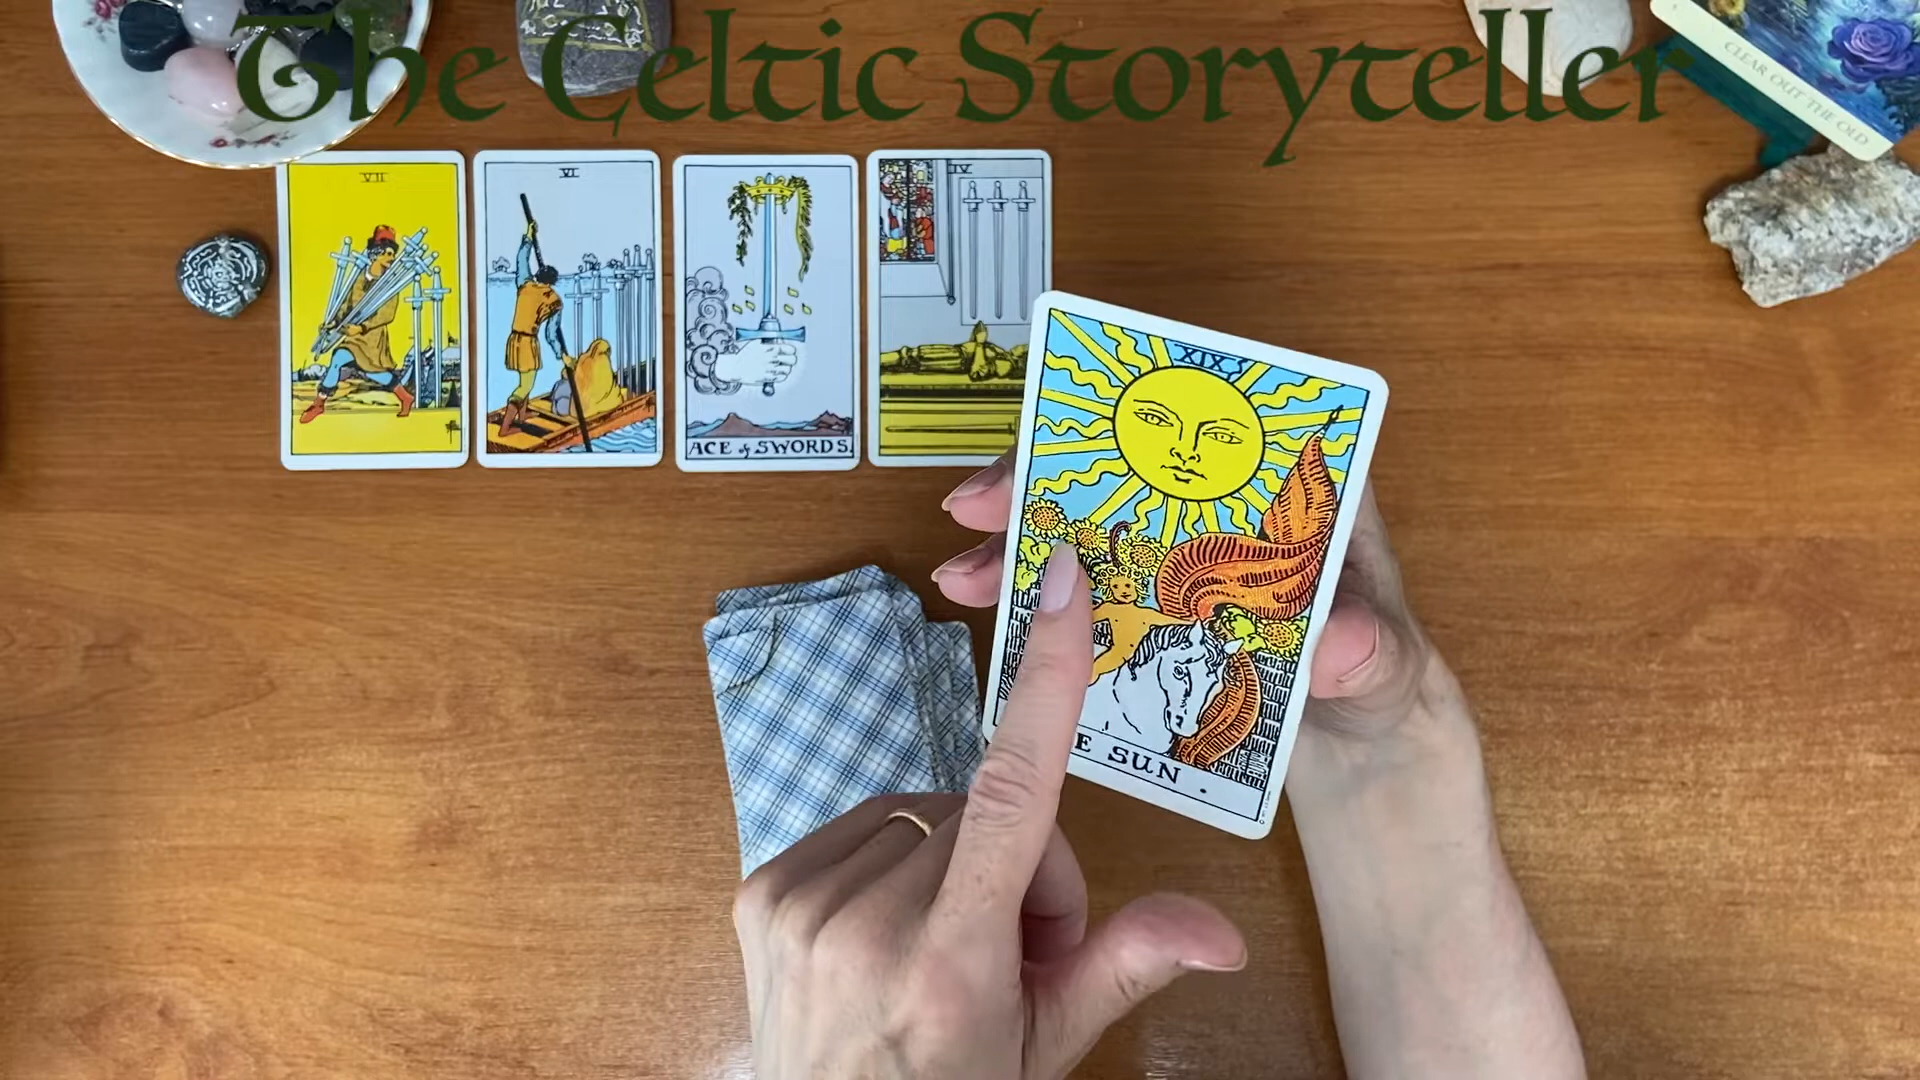 The Celtic Storyteller
CLEAR OUT THE OLD
VII
VI
IV
ACE of SWORDS.
XIX
E SUN .